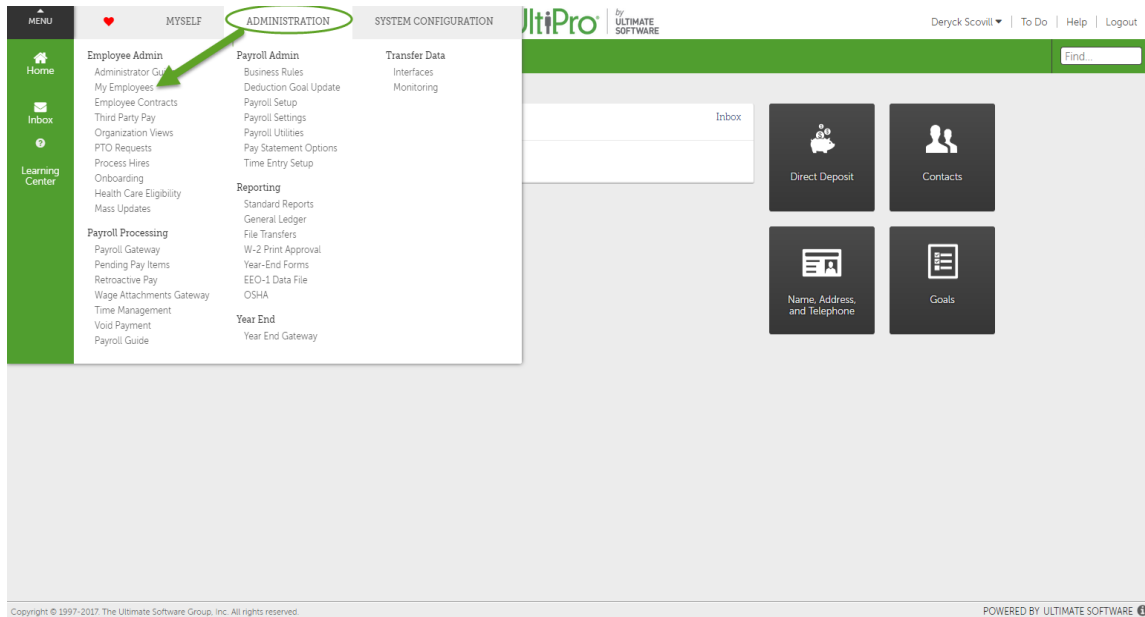 MENU
MYSELF
ADMINISTRATION
SYSTEM CONFIGURATION
UltiPro
by
ULTIMATE
SOFTWARE
Deryck Scovill
To Do
Help
Logout
Home
Inbox
Learning
Center
Find...
Employee Admin
Administrator Gu
My Employees
Employee Contracts
Third Party Pay
Organization Views
PTO Requests
Process Hires
Onboarding
Health Care Eligibility
Mass Updates
Payroll Processing
Payroll Gateway
Pending Pay Items
Retroactive Pay
Wage Attachments Gateway
Time Management
Void Payment
Payroll Guide
Payroll Admin
Business Rules
Deduction Goal Update
Payroll Setup
Payroll Settings
Payroll Utilities
Pay Statement Options
Time Entry Setup
Reporting
Standard Reports
General Ledger
File Transfers
W-2 Print Approval
Year-End Forms
EEO-1 Data File
OSHA
Year End
Year End Gateway
Transfer Data
Interfaces
Monitoring
Inbox
Direct Deposit
Contacts
Name, Address,
and Telephone
Goals
Copyright © 1997-2017. The Ultimate Software Group, Inc. All rights reserved.
POWERED BY ULTIMATE SOFTWARE